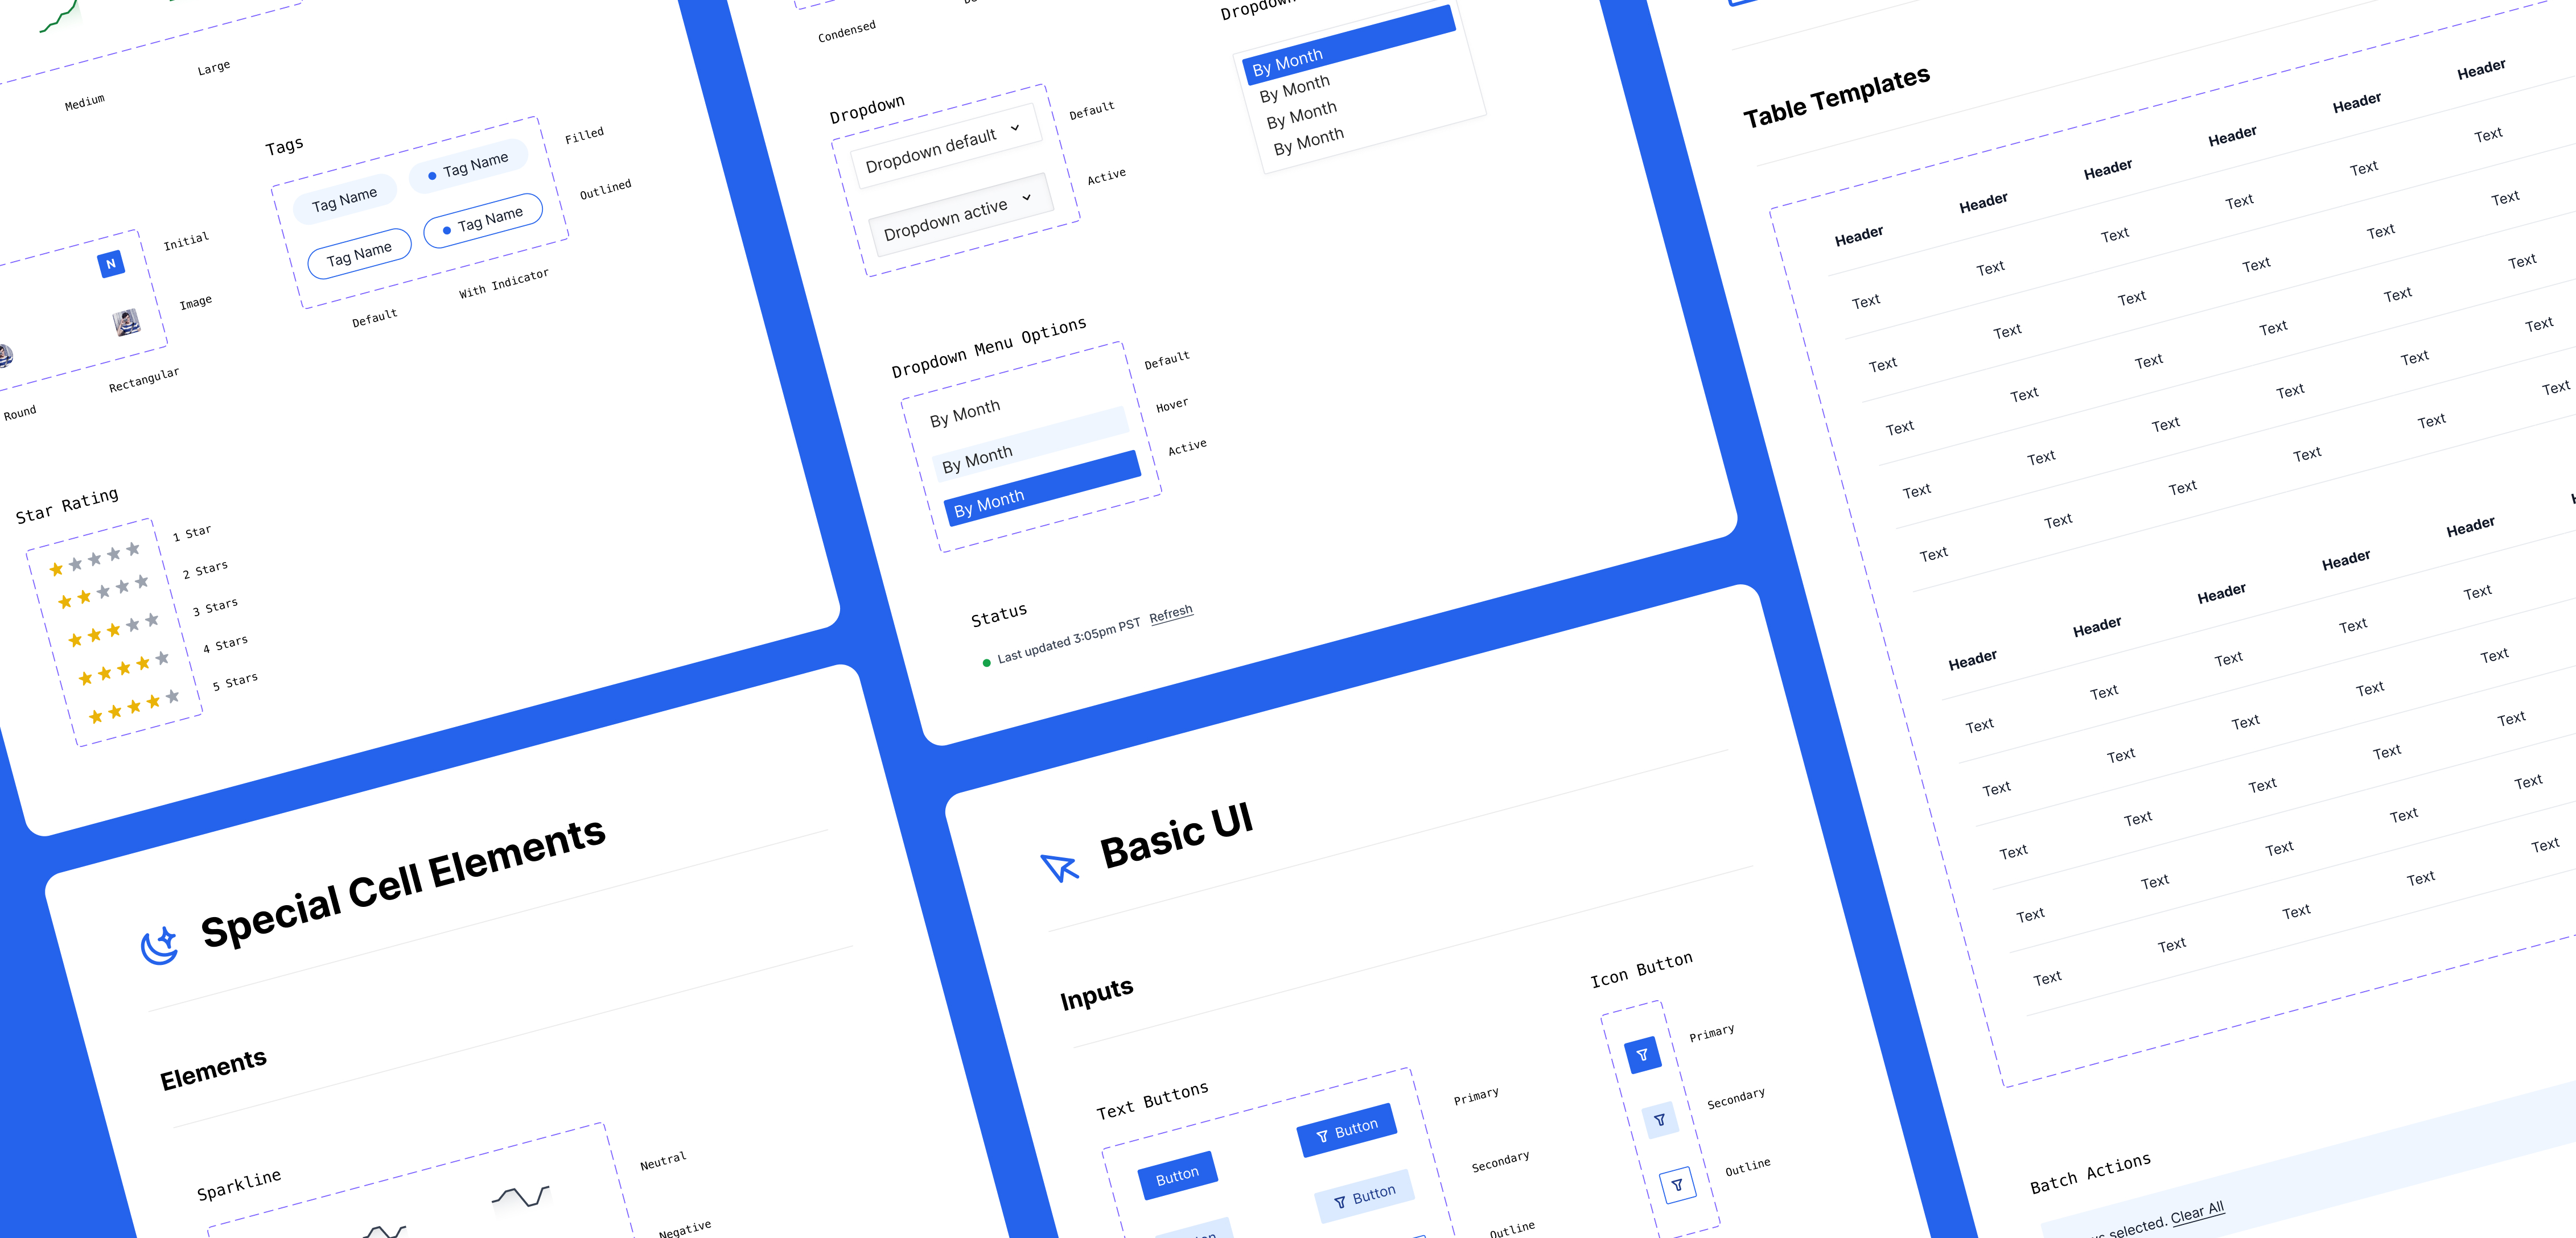 Medium
Large
Tags
Tag Name
Tag Name
Filled
Tag Name
Tag Name
Outlined
Default
With Indicator
N
Initial
Image
Round
Rectangular
Star Rating
1 Star
2 Stars
3 Stars
4 Stars
5 Stars
Special Cell Elements
Elements
Sparkline
Neutral
Negative
Condensed
Dropdown
Dropdown default
Default
Dropdown active
Active
Dropdown
By Month
By Month
By Month
By Month
Dropdown Menu Options
By Month
Default
By Month
Hover
By Month
Active
Status
Last updated 3:05pm PST Refresh
Basic UI
Inputs
Text Buttons
Button
Button
Primary
Button
Secondary
Outline
Icon Button
Primary
Secondary
Outline
Table Templates
Header Header Header Header Header Header
Text Text Text Text Text Text
Text Text Text Text Text Text
Text Text Text Text Text Text
Text Text Text Text Text Text
Text Text Text Text Text Text
Header Header Header Header Header
Text Text Text Text Text
Text Text Text Text Text
Text Text Text Text Text
Text Text Text Text Text
Text Text Text Text Text
Batch Actions
selected. Clear All